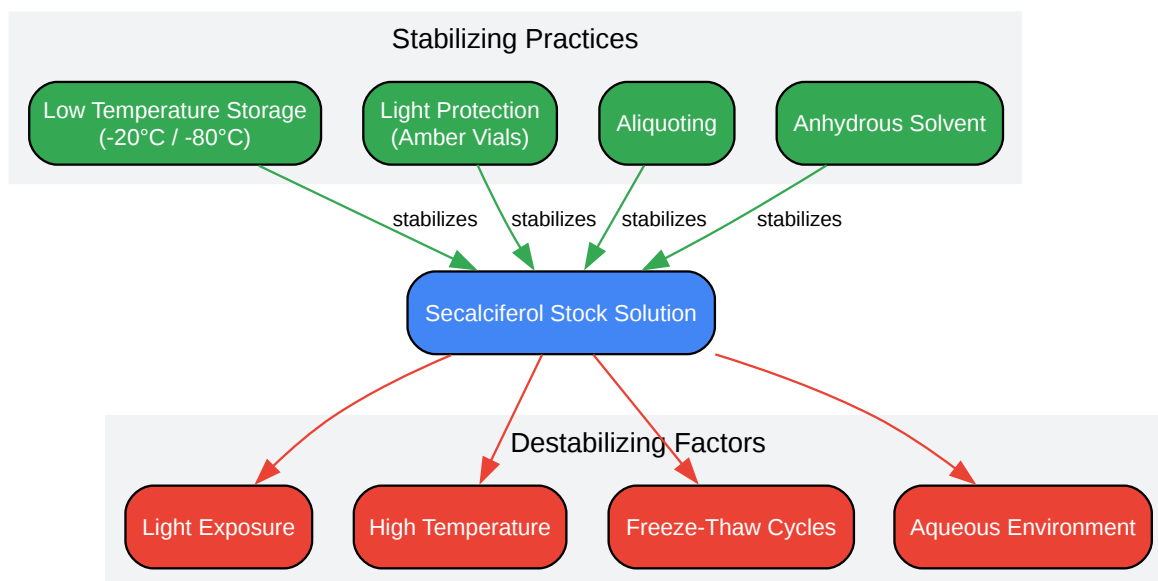 Stabilizing Practices
Low Temperature Storage
(-20°C / -80°C)
Light Protection
(Amber Vials)
Aliquoting
Anhydrous Solvent
stabilizes
stabilizes
stabilizes
stabilizes
Secalciferol Stock Solution
Destabilizing Factors
Light Exposure
High Temperature
Freeze-Thaw Cycles
Aqueous Environment